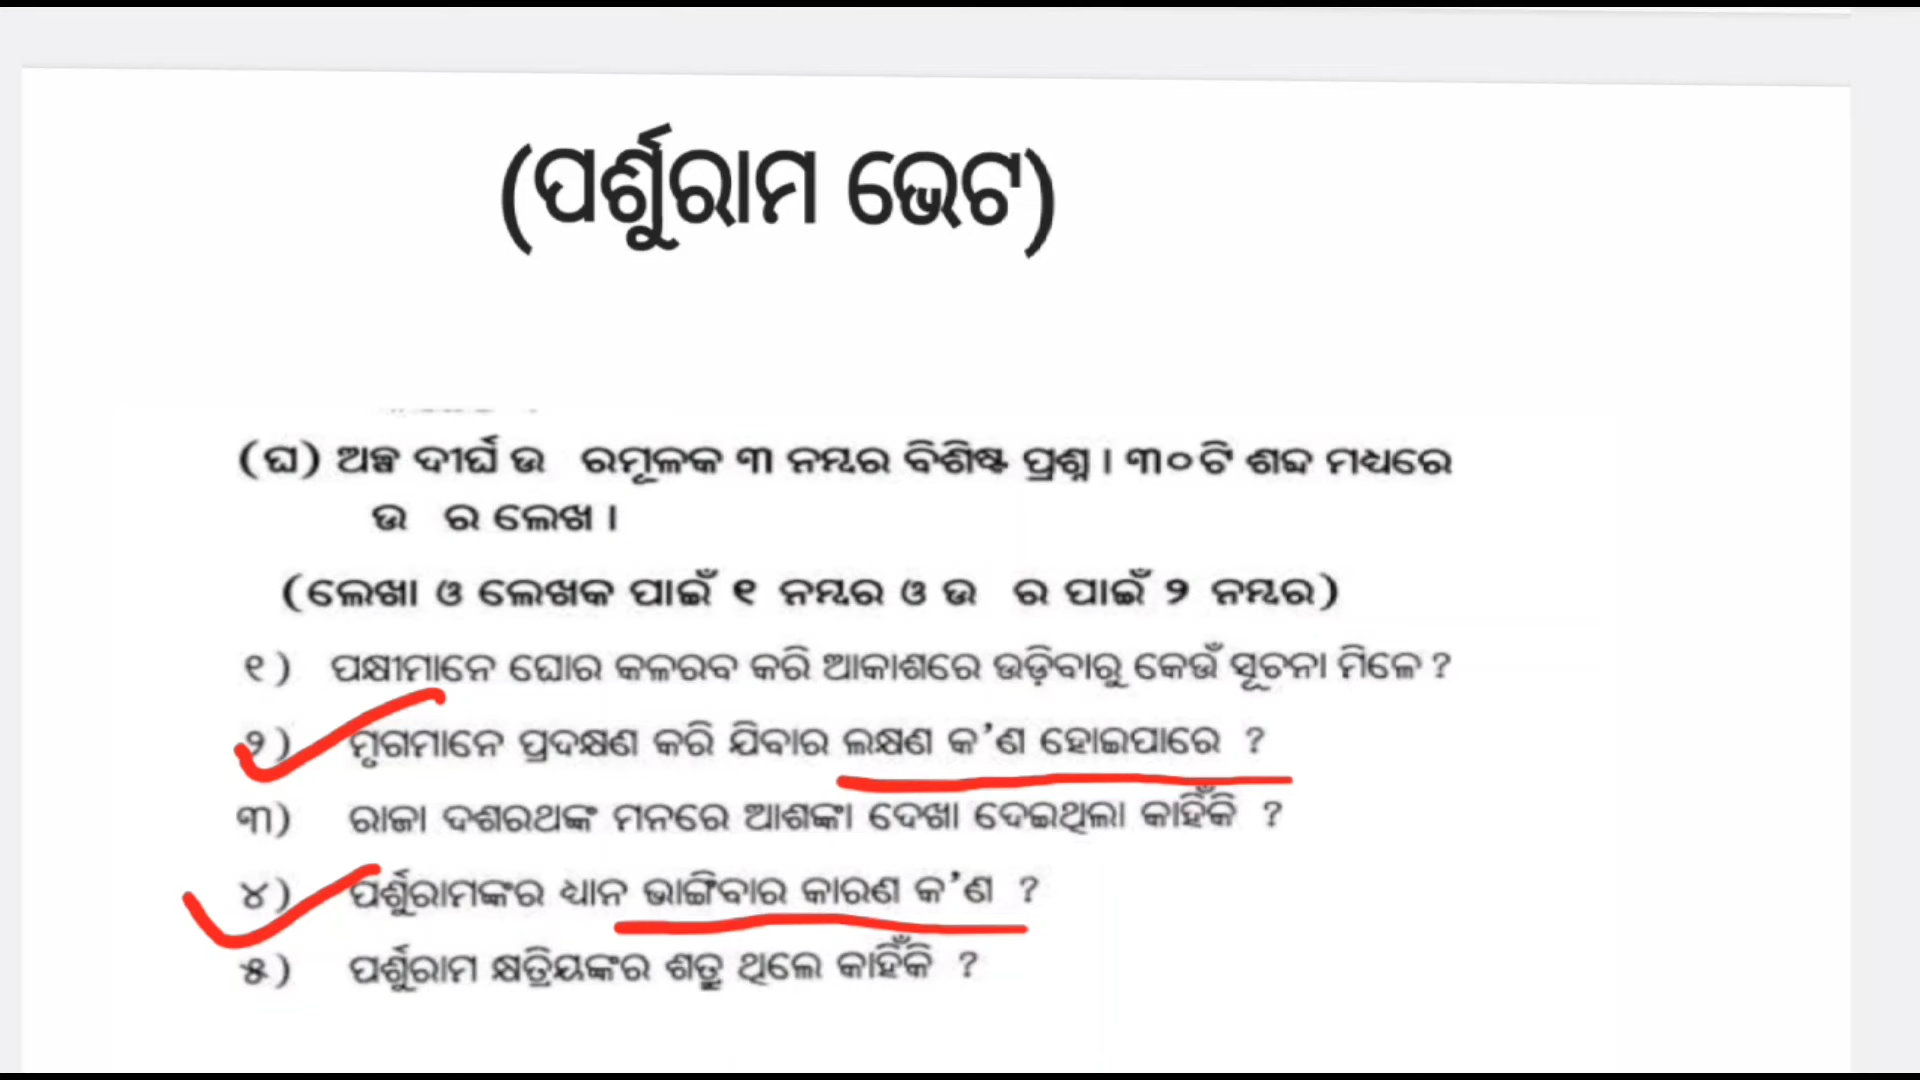 (ପର୍ଶୁରାମ ଭେଟ)
(ଘ) ଅଳ୍ପ ଦୀର୍ଘ ଉ ରମୂଳକ ୩ ନମ୍ବର ବିଶିଷ୍ଟ ପ୍ରଶ୍ନ । ୩୦ଟି ଶବ୍ଦ ମଧ୍ୟରେ
ଉ ର ଲେଖ ।
(ଲେଖା ଓ ଲେଖକ ପାଇଁ ୧ ନମ୍ବର ଓ ଉ ର ପାଇଁ ୨ ନମ୍ବର)
୧) ପକ୍ଷୀମାନେ ଘୋର କଳରବ କରି ଆକାଶରେ ଉଡ଼ିବାରୁ କେଉଁ ସୂଚନା ମିଳେ ?
୨) ମୃଗମାନେ ପ୍ରଦକ୍ଷଣ କରି ଯିବାର ଲକ୍ଷଣ କ’ଣ ହୋଇପାରେ ?
୩) ରାଜା ଦଶରଥଙ୍କ ମନରେ ଆଶଙ୍କା ଦେଖା ଦେଇଥିଲା କାହିଁକି ?
୪) ପର୍ଶୁରାମଙ୍କର ଧ୍ୟାନ ଭାଙ୍ଗିବାର କାରଣ କ’ଣ ?
୫) ପର୍ଶୁରାମ କ୍ଷତ୍ରିୟଙ୍କର ଶତ୍ରୁ ଥିଲେ କାହିଁକି ?